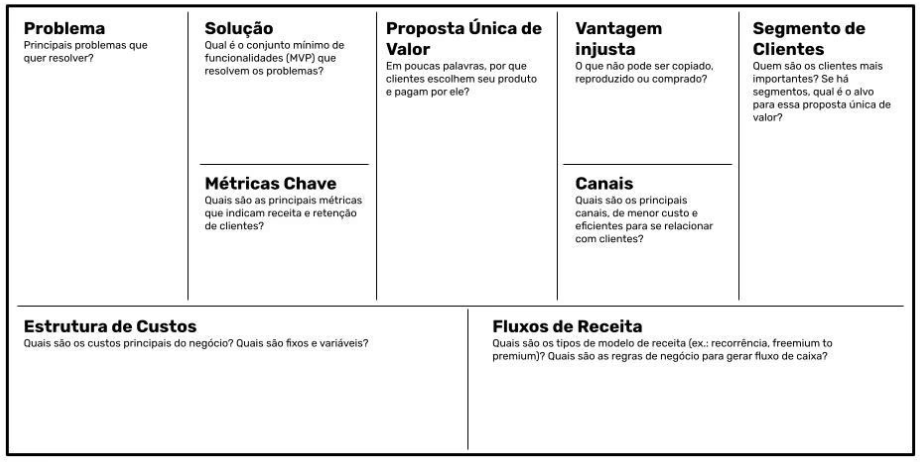 Problema
Principais problemas que
quer resolver?
Solução
Qual é o conjunto mínimo de
funcionalidades (MVP) que
resolvem os problemas?
Métricas Chave
Quais são as principais métricas
que indicam receita e retenção
de clientes?
Proposta Única de
Valor
Em poucas palavras, por que
clientes escolhem seu produto
e pagam por ele?
Vantagem
injusta
O que não pode ser copiado,
reproduzido ou comprado?
Canais
Quais são os principais
canais, de menor custo e
eficientes para se relacionar
com clientes?
Segmento de
Clientes
Quem são os clientes mais
importantes? Se há
segmentos, qual é o alvo
para essa proposta única de
valor?
Estrutura de Custos
Quais são os custos principais do negócio? Quais são fixos e variáveis?
Fluxos de Receita
Quais são os tipos de modelo de receita (ex.: recorrência, freemium to
premium)? Quais são as regras de negócio para gerar fluxo de caixa?